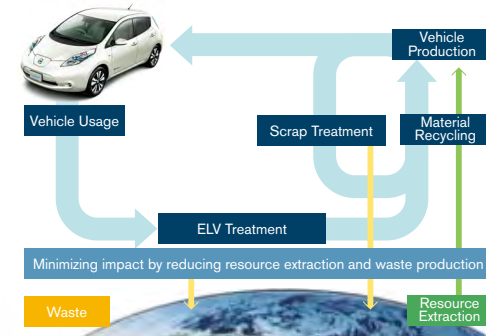 Vehicle
Production
Vehicle Usage
Scrap Treatment
Material
Recycling
ELV Treatment
Minimizing impact by reducing resource extraction and waste production
Waste
Resource
Extraction